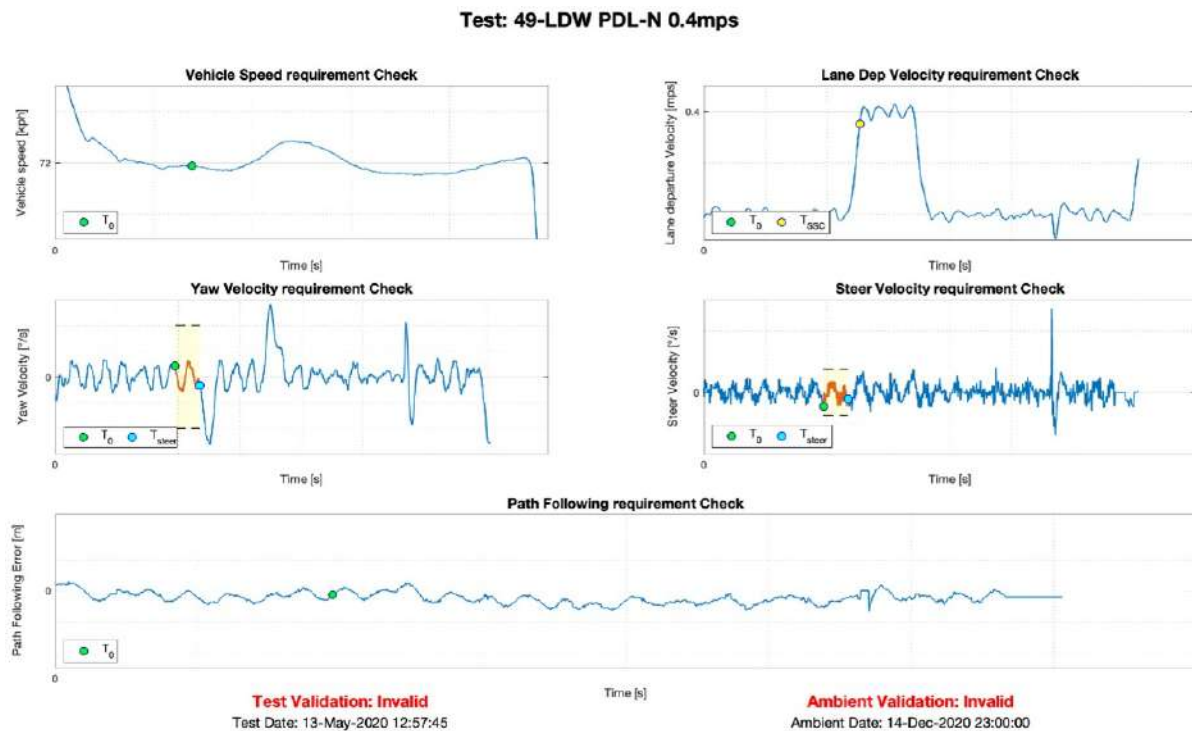 Test: 49-LDW PDL-N 0.4mps
Vehicle Speed requirement Check
Vehicle speed [kph]
72
T0
0
Time [s]
Lane Dep Velocity requirement Check
Lane departure Velocity [mps]
0.4
T0 TSSC
0
Time [s]
Yaw Velocity requirement Check
Yaw Velocity [°/s]
0
T0 Tsteer
0
Time [s]
Steer Velocity requirement Check
Steer Velocity [°/s]
0
T0 Tsteer
0
Time [s]
Path Following requirement Check
Path Following Error [m]
0
T0
0
Time [s]
Test Validation: Invalid
Test Date: 13-May-2020 12:57:45
Ambient Validation: Invalid
Ambient Date: 14-Dec-2020 23:00:00